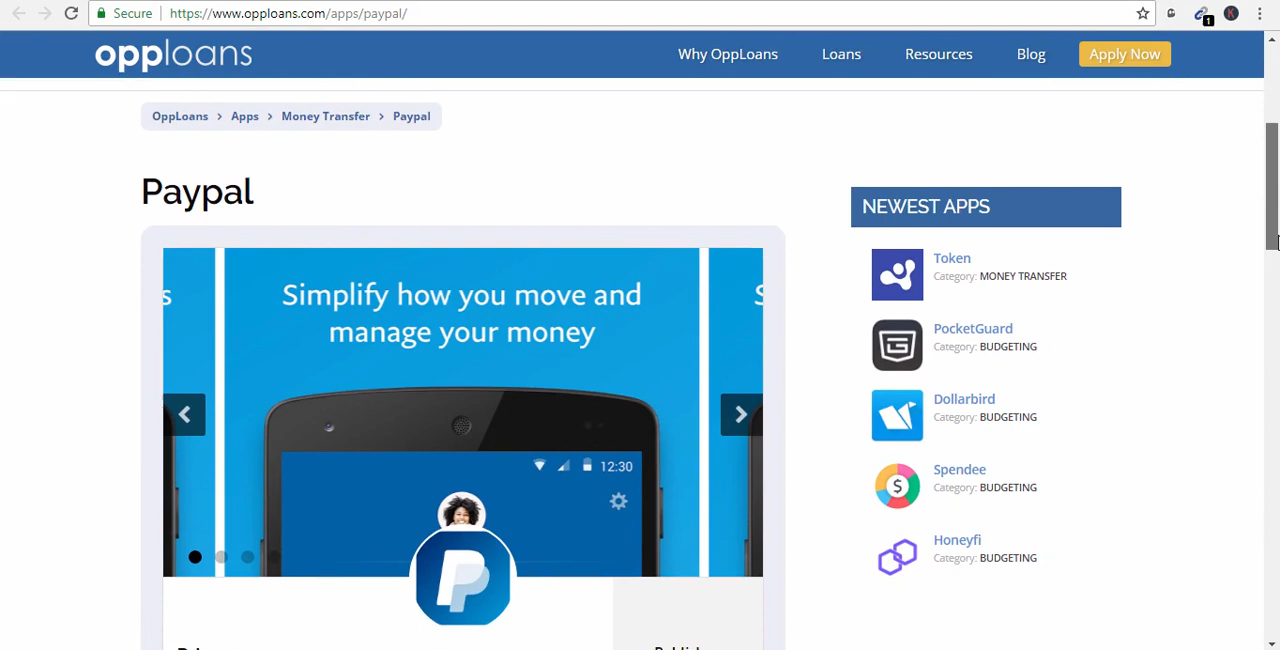 Secure https://www.opploans.com/apps/paypal/
1
K
opploans
Why OppLoans Loans Resources Blog Apply Now
OppLoans > Apps > Money Transfer > Paypal
Paypal
NEWEST APPS
Simplify how you move and
manage your money
s
12:30
Token
Category: MONEY TRANSFER
PocketGuard
Category: BUDGETING
Dollarbird
Category: BUDGETING
Spendee
Category: BUDGETING
Honeyfi
Category: BUDGETING